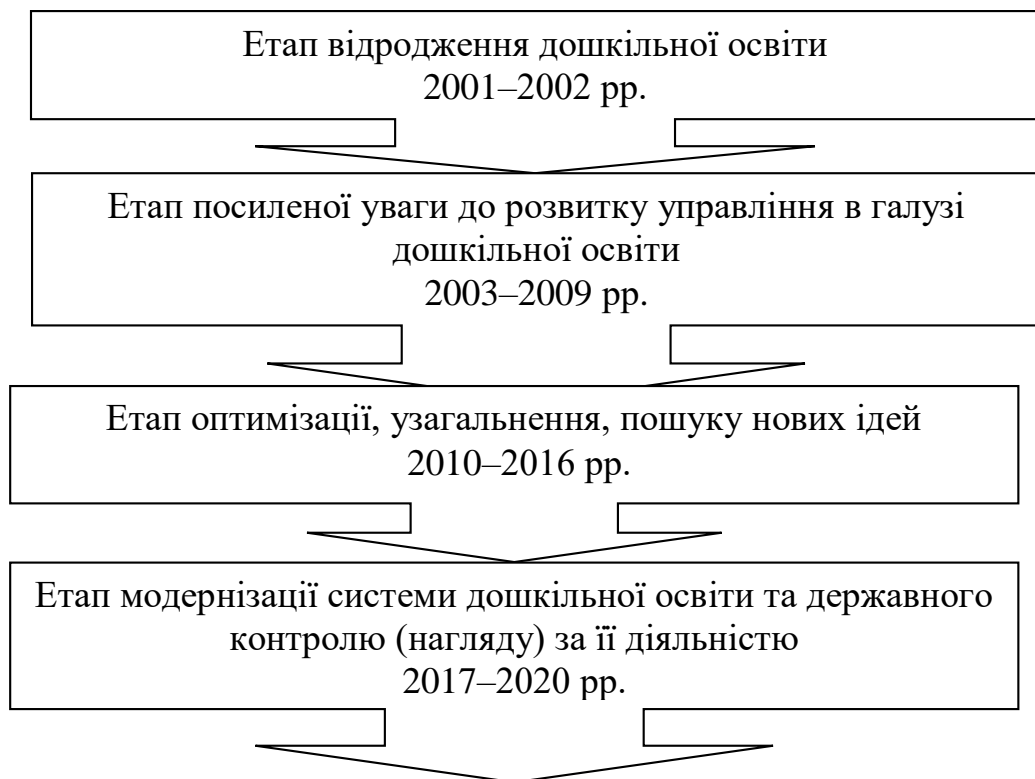 Етап відродження дошкільної освіти
2001–2002 рр.
Етап посиленої уваги до розвитку управління в галузі
дошкільної освіти
2003–2009 рр.
Етап оптимізації, узагальнення, пошуку нових ідей
2010–2016 рр.
Етап модернізації системи дошкільної освіти та державного
контролю (нагляду) за її діяльністю
2017–2020 рр.